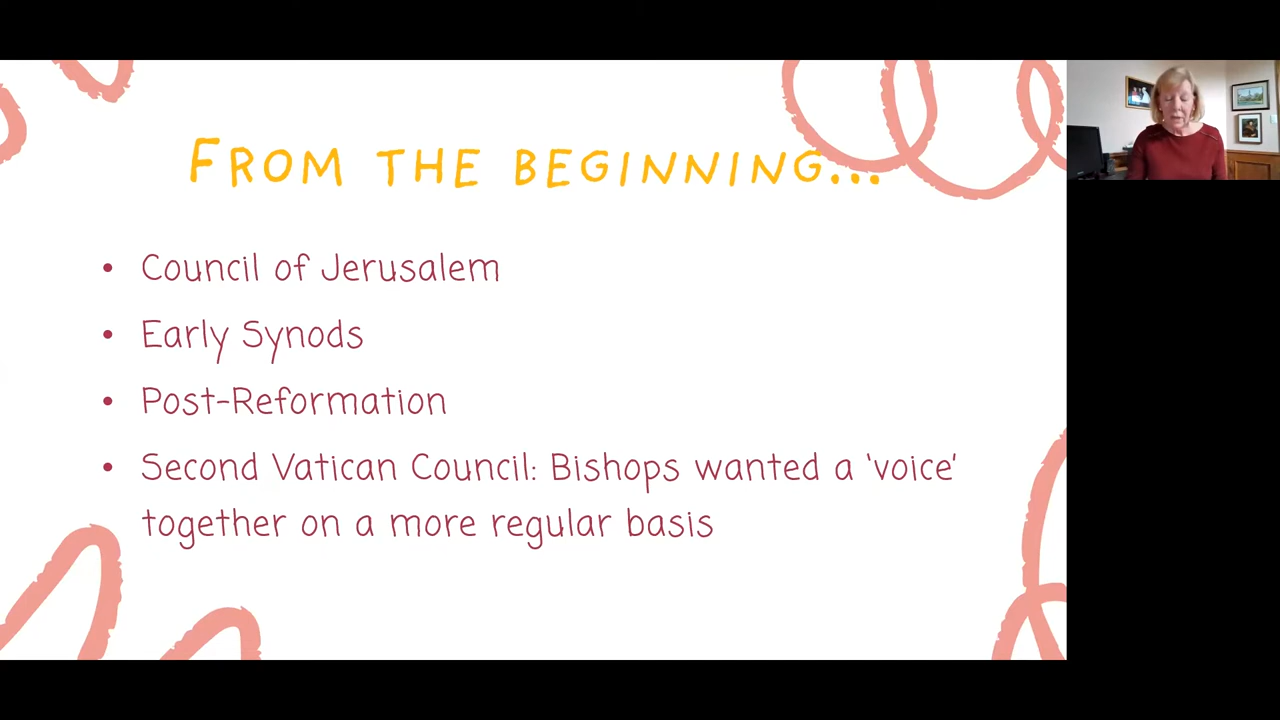 FROM THE BEGINNING...
• Council of Jerusalem
• Early Synods
• Post-Reformation
• Second Vatican Council: Bishops wanted a 'voice'
together on a more regular basis